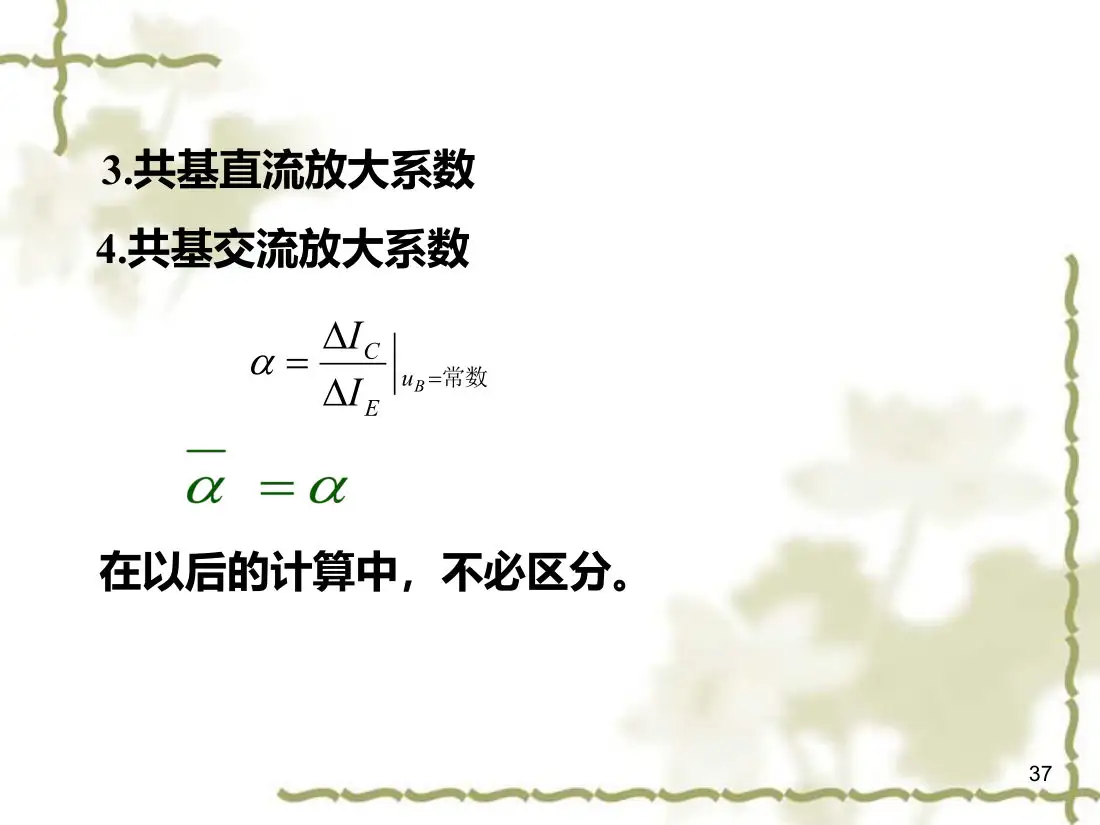 3.共基直流放大系数
4.共基交流放大系数
α = ΔI_C / ΔI_E | u_B=常数
α̅ = α
在以后的计算中，不必区分。
37